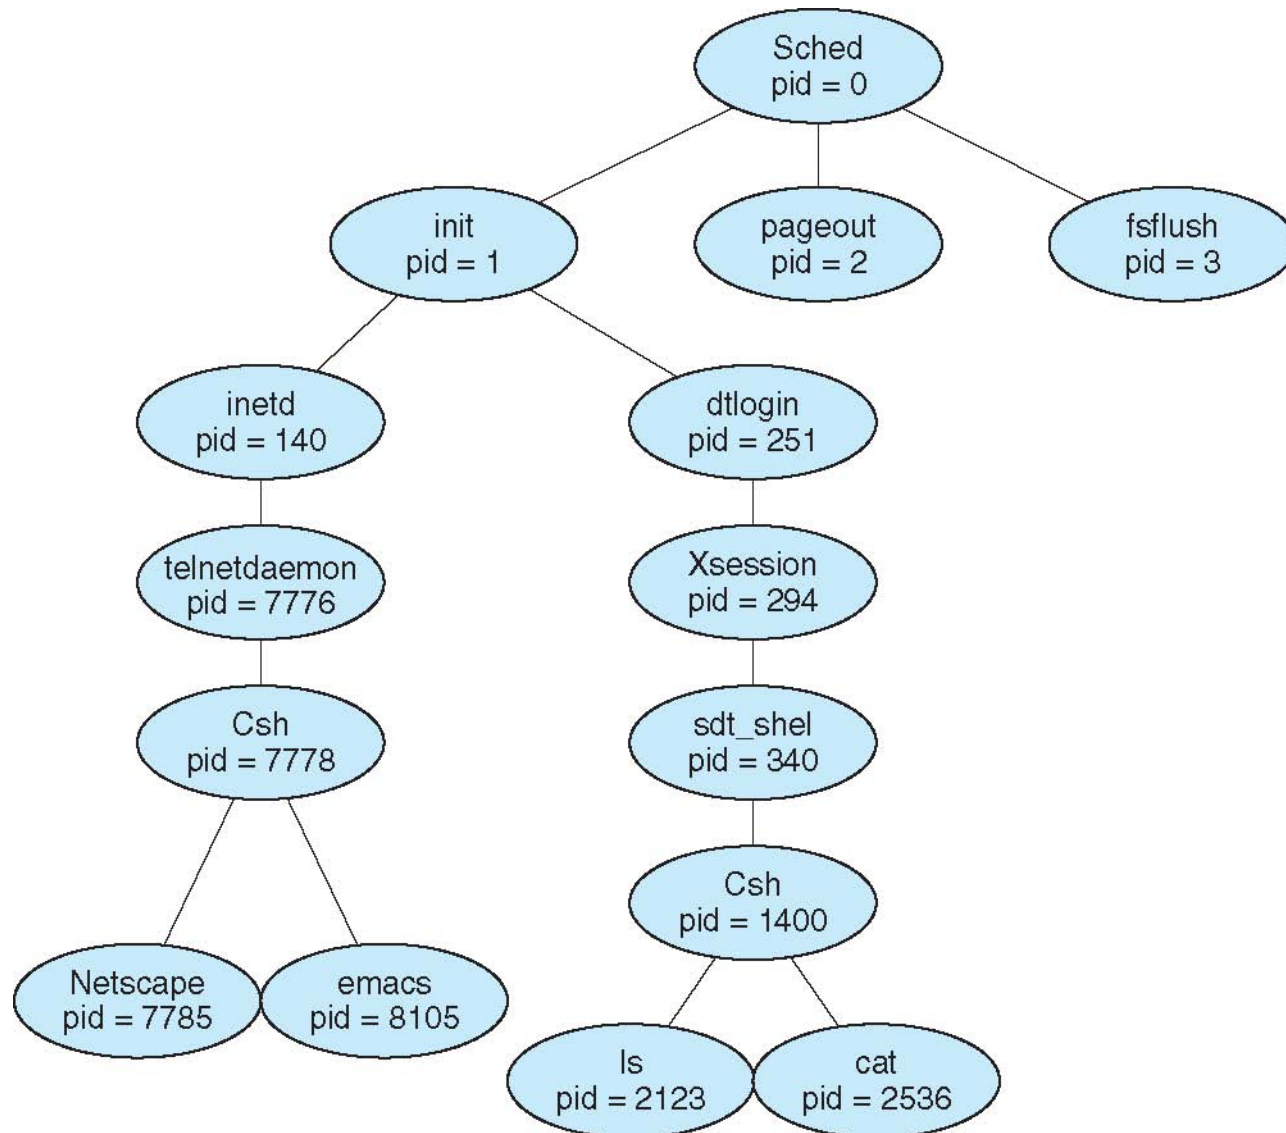 Sched
pid = 0
init
pid = 1
pageout
pid = 2
fsflush
pid = 3
inetd
pid = 140
dtlogin
pid = 251
telnetdaemon
pid = 7776
Xsession
pid = 294
Csh
pid = 7778
sdt_shel
pid = 340
Csh
pid = 1400
Netscape
pid = 7785
emacs
pid = 8105
ls
pid = 2123
cat
pid = 2536